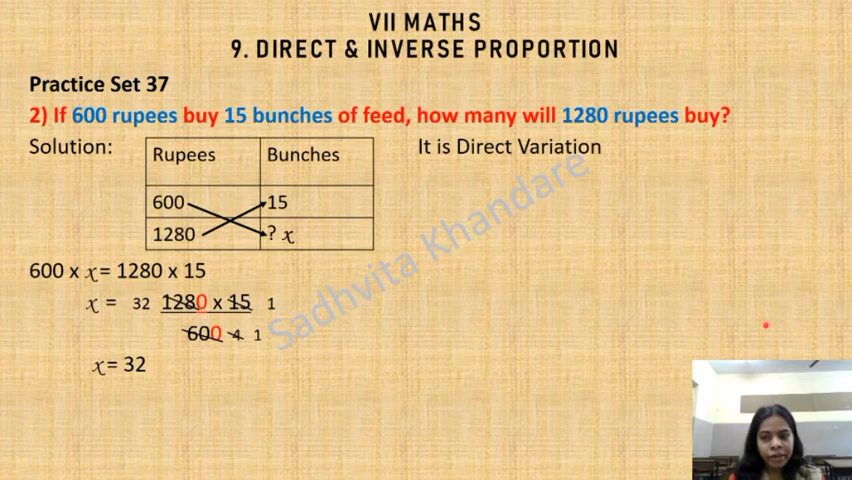 VII MATHS
9. DIRECT & INVERSE PROPORTION
Practice Set 37
2) If 600 rupees buy 15 bunches of feed, how many will 1280 rupees buy?
Solution:
It is Direct Variation
Rupees Bunches
600 15
1280 ? x
600 x x = 1280 x 15
x = 32 1280 x 15 1
600 4 1
x = 32
Sadhvita Khandare